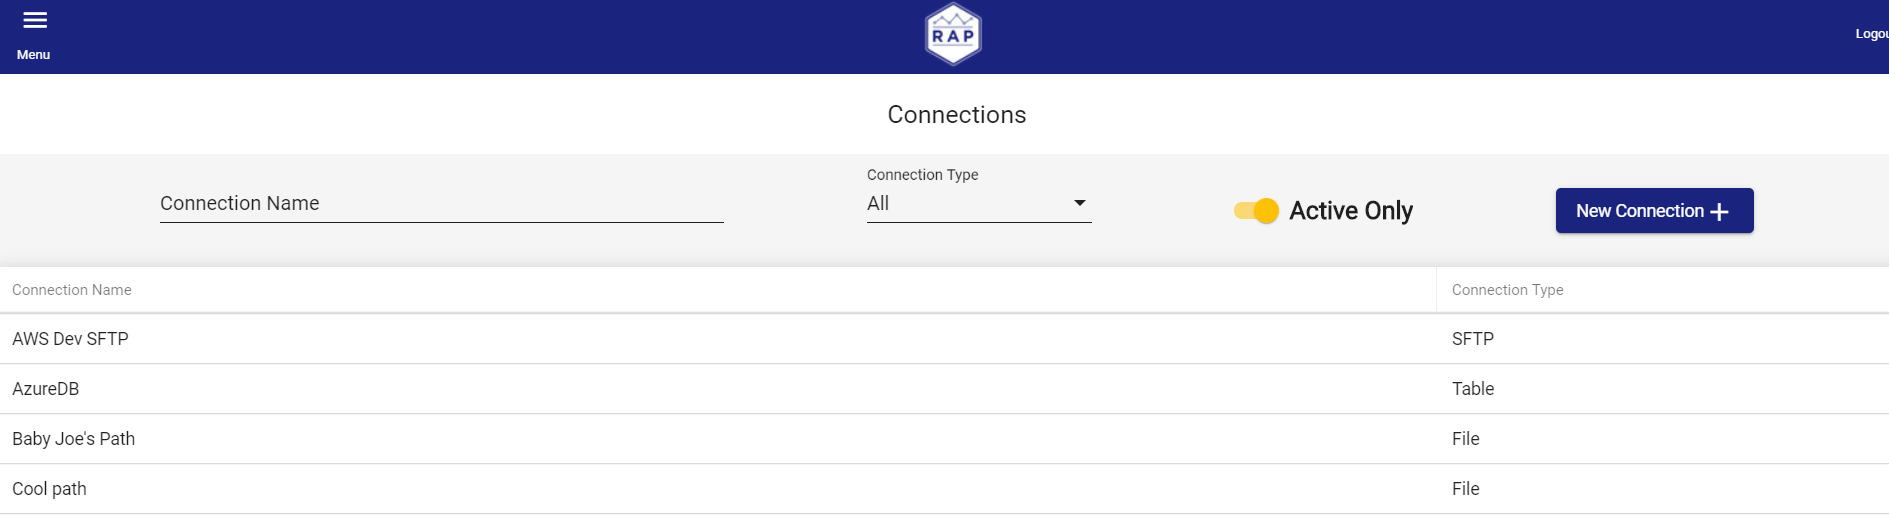 Menu
RAP
Logou
Connections
Connection Name
Connection Type
All
Active Only
New Connection +
Connection Name Connection Type
AWS Dev SFTP SFTP
AzureDB Table
Baby Joe's Path File
Cool path File